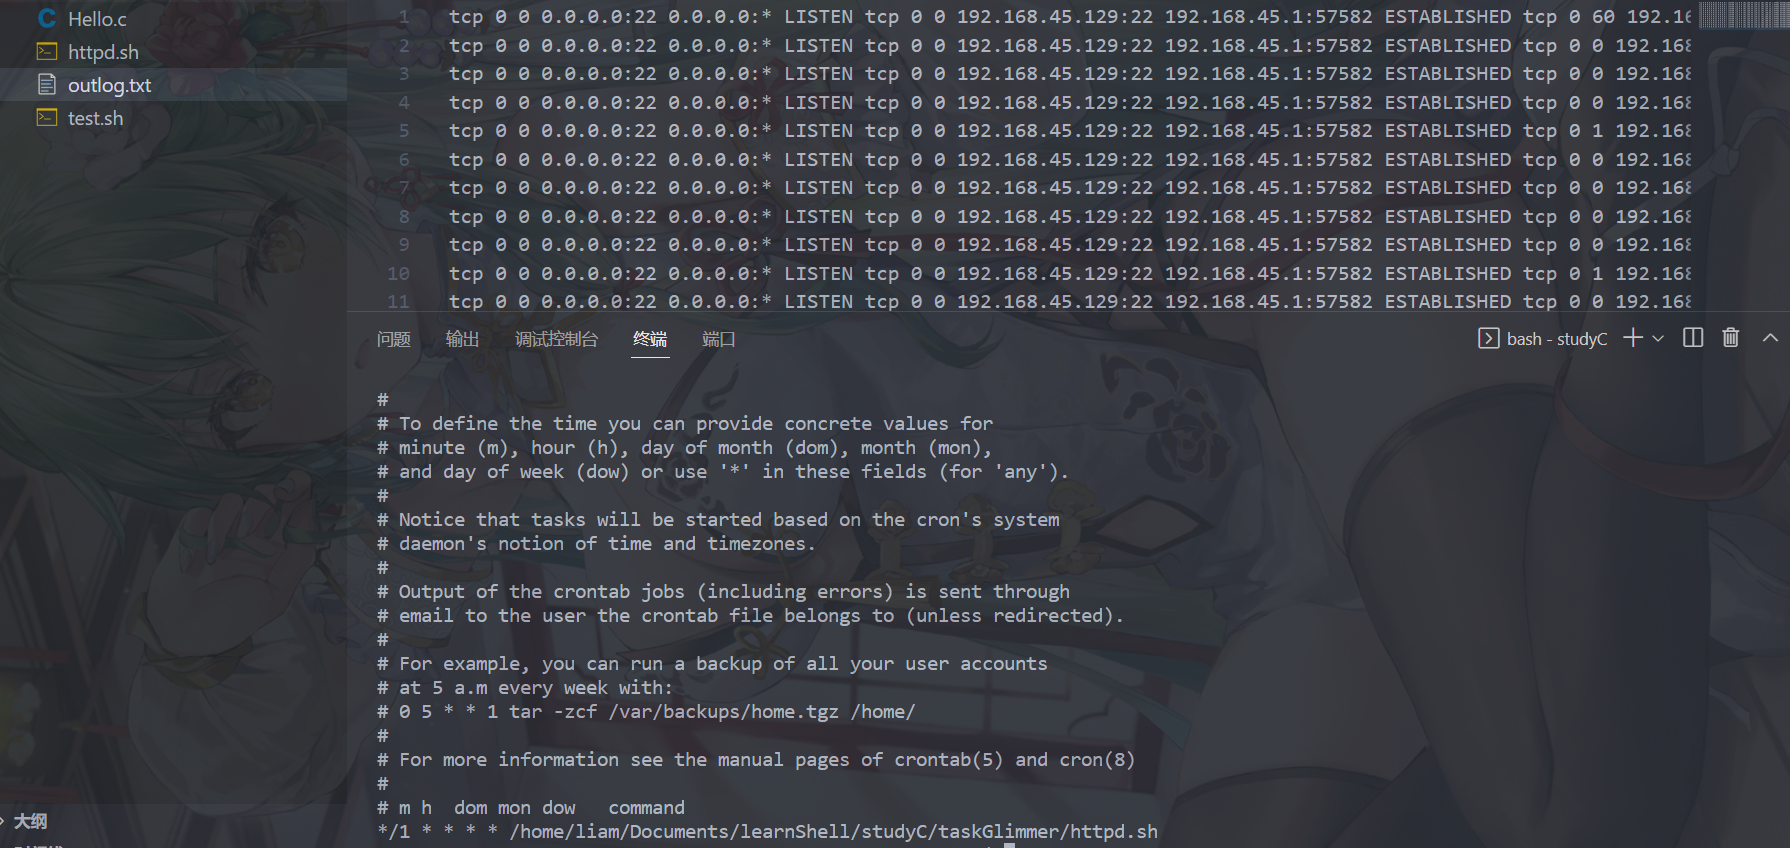 Hello.c
httpd.sh
outlog.txt
test.sh
1 tcp 0 0 0.0.0.0:22 0.0.0.0:* LISTEN tcp 0 0 192.168.45.129:22 192.168.45.1:57582 ESTABLISHED tcp 0 60 192.16
2 tcp 0 0 0.0.0.0:22 0.0.0.0:* LISTEN tcp 0 0 192.168.45.129:22 192.168.45.1:57582 ESTABLISHED tcp 0 0 192.168
3 tcp 0 0 0.0.0.0:22 0.0.0.0:* LISTEN tcp 0 0 192.168.45.129:22 192.168.45.1:57582 ESTABLISHED tcp 0 0 192.168
4 tcp 0 0 0.0.0.0:22 0.0.0.0:* LISTEN tcp 0 0 192.168.45.129:22 192.168.45.1:57582 ESTABLISHED tcp 0 0 192.168
5 tcp 0 0 0.0.0.0:22 0.0.0.0:* LISTEN tcp 0 0 192.168.45.129:22 192.168.45.1:57582 ESTABLISHED tcp 0 1 192.168
6 tcp 0 0 0.0.0.0:22 0.0.0.0:* LISTEN tcp 0 0 192.168.45.129:22 192.168.45.1:57582 ESTABLISHED tcp 0 0 192.168
7 tcp 0 0 0.0.0.0:22 0.0.0.0:* LISTEN tcp 0 0 192.168.45.129:22 192.168.45.1:57582 ESTABLISHED tcp 0 0 192.168
8 tcp 0 0 0.0.0.0:22 0.0.0.0:* LISTEN tcp 0 0 192.168.45.129:22 192.168.45.1:57582 ESTABLISHED tcp 0 0 192.168
9 tcp 0 0 0.0.0.0:22 0.0.0.0:* LISTEN tcp 0 0 192.168.45.129:22 192.168.45.1:57582 ESTABLISHED tcp 0 0 192.168
10 tcp 0 0 0.0.0.0:22 0.0.0.0:* LISTEN tcp 0 0 192.168.45.129:22 192.168.45.1:57582 ESTABLISHED tcp 0 1 192.168
11 tcp 0 0 0.0.0.0:22 0.0.0.0:* LISTEN tcp 0 0 192.168.45.129:22 192.168.45.1:57582 ESTABLISHED tcp 0 0 192.168
问题 输出 调试控制台 终端 端口 bash - studyC
#
# To define the time you can provide concrete values for
# minute (m), hour (h), day of month (dom), month (mon),
# and day of week (dow) or use '*' in these fields (for 'any').
#
# Notice that tasks will be started based on the cron's system
# daemon's notion of time and timezones.
#
# Output of the crontab jobs (including errors) is sent through
# email to the user the crontab file belongs to (unless redirected).
#
# For example, you can run a backup of all your user accounts
# at 5 a.m every week with:
# 0 5 * * 1 tar -zcf /var/backups/home.tgz /home/
#
# For more information see the manual pages of crontab(5) and cron(8)
#
# m h  dom mon dow   command
*/1 * * * * /home/liam/Documents/learnShell/studyC/taskGlimmer/httpd.sh
大纲